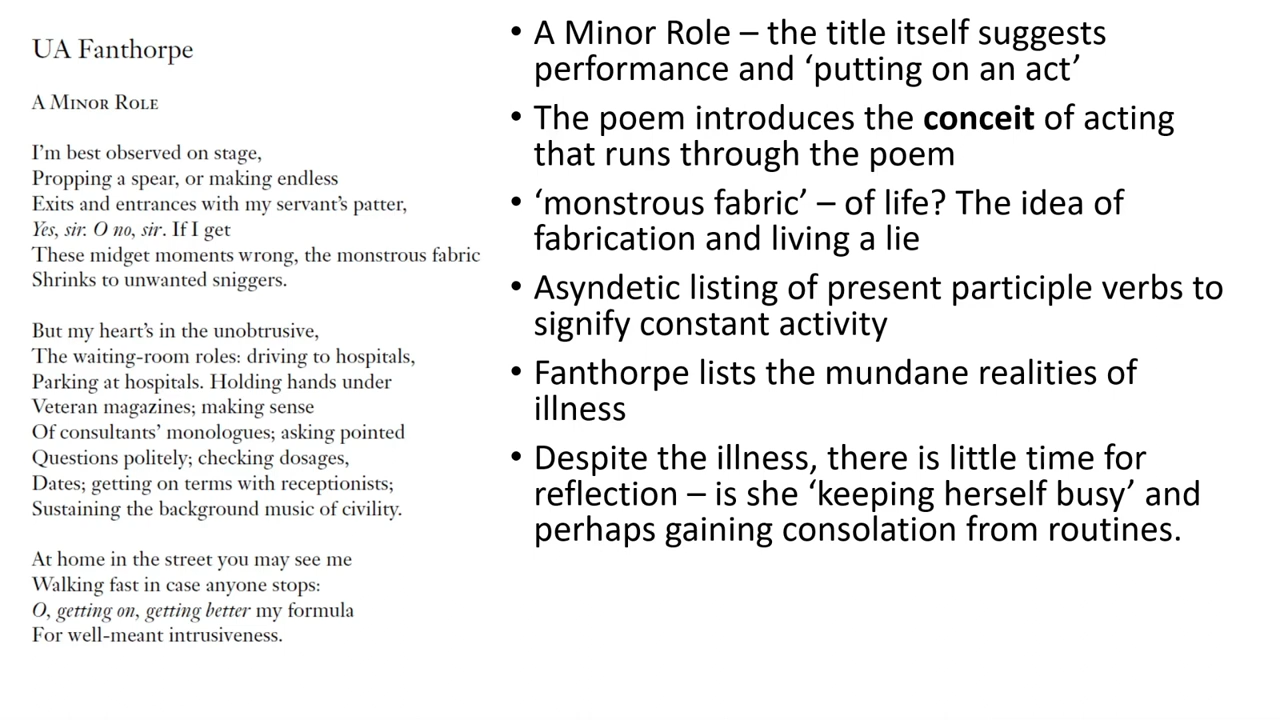 UA Fanthorpe
A Minor Role
I'm best observed on stage,
Propping a spear, or making endless
Exits and entrances with my servant's patter,
Yes, sir. O no, sir. If I get
These midget moments wrong, the monstrous fabric
Shrinks to unwanted sniggers.
But my heart's in the unobtrusive,
The waiting-room roles: driving to hospitals,
Parking at hospitals. Holding hands under
Veteran magazines; making sense
Of consultants' monologues; asking pointed
Questions politely; checking dosages,
Dates; getting on terms with receptionists;
Sustaining the background music of civility.
At home in the street you may see me
Walking fast in case anyone stops:
O, getting on, getting better my formula
For well-meant intrusiveness.
• A Minor Role – the title itself suggests
performance and ‘putting on an act’
• The poem introduces the conceit of acting
that runs through the poem
• ‘monstrous fabric’ – of life? The idea of
fabrication and living a lie
• Asyndetic listing of present participle verbs to
signify constant activity
• Fanthorpe lists the mundane realities of
illness
• Despite the illness, there is little time for
reflection – is she ‘keeping herself busy’ and
perhaps gaining consolation from routines.